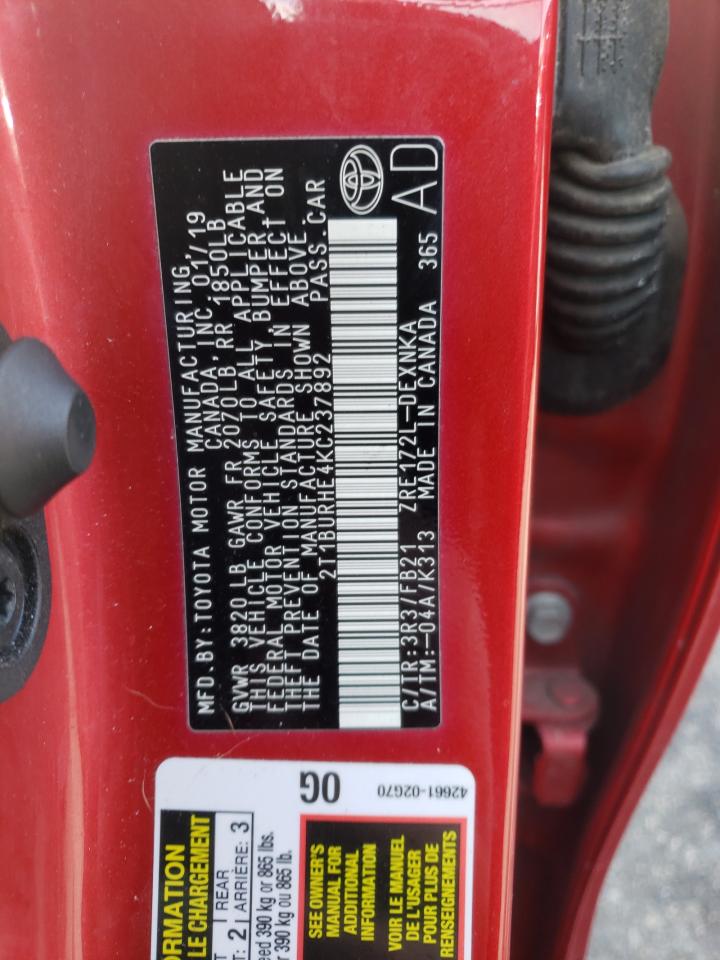 MFD.BY:TOYOTA MOTOR MANUFACTURING,
CANADA, INC. 01/19
GVWR 3820LB GAWR FR 2070LB RR 1850LB
THIS VEHICLE CONFORMS TO ALL APPLICABLE
FEDERAL MOTOR VEHICLE SAFETY, BUMPER, AND
THEFT PREVENTION STANDARDS IN EFFECT ON
THE DATE OF MANUFACTURE SHOWN ABOVE.
2T1BURHE4KC237892 PASS.CAR
C/TR:3R3/FB21 ZRE172L-DEXNKA
A/TM:-04A/K313 MADE IN CANADA 365
AD
LE CHARGEMENT
2 REAR
2 ARRIÈRE: 3
390 kg or 865 lbs.
390 kg ou 865 lb.
0G
42661-02G70
SEE OWNER'S
MANUAL FOR
ADDITIONAL
INFORMATION
VOIR LE MANUEL
DE L'USAGER
POUR PLUS DE
RENSEIGNEMENTS